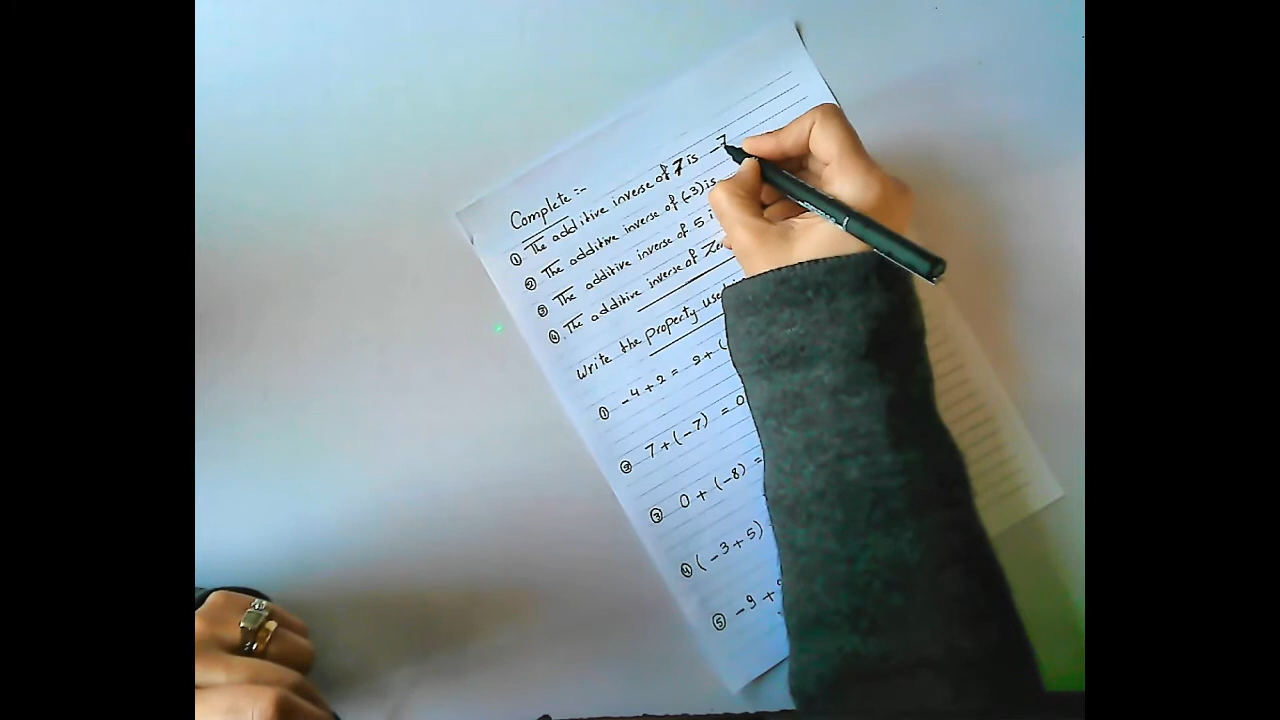 Complete :-
① The additive inverse of 7 is -7
② The additive inverse of (-3) is
③ The additive inverse of 5
④ The additive inverse of
Write the property used
① -4 + 2 = 2 + (
② 7 + (-7) = 0
③ 0 + (-8) =
④ (-3 + 5)
⑤ -9 +